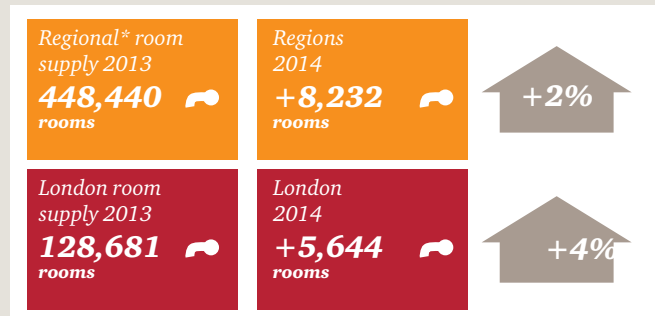 Regional* room
supply 2013
448,440
rooms
Regions
2014
+8,232
rooms
+2%
London room
supply 2013
128,681
rooms
London
2014
+5,644
rooms
+4%